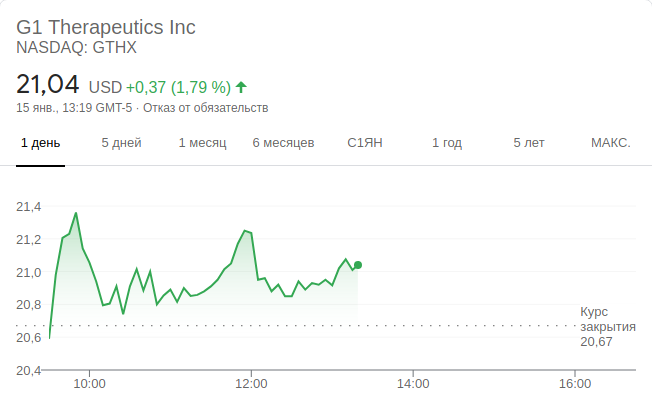 G1 Therapeutics Inc
NASDAQ: GTHX
21,04 USD +0,37 (1,79 %)
15 янв., 13:19 GMT-5 · Отказ от обязательств
1 день 5 дней 1 месяц 6 месяцев С1ЯН 1 год 5 лет МАКС.
21,4
21,2
21,0
20,8
Курс
закрытия
20,67
20,6
20,4
10:00 12:00 14:00 16:00